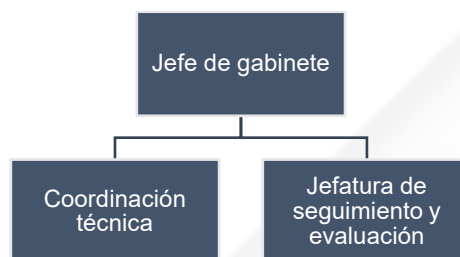 Jefe de gabinete
Coordinación
técnica
Jefatura de
seguimiento y
evaluación